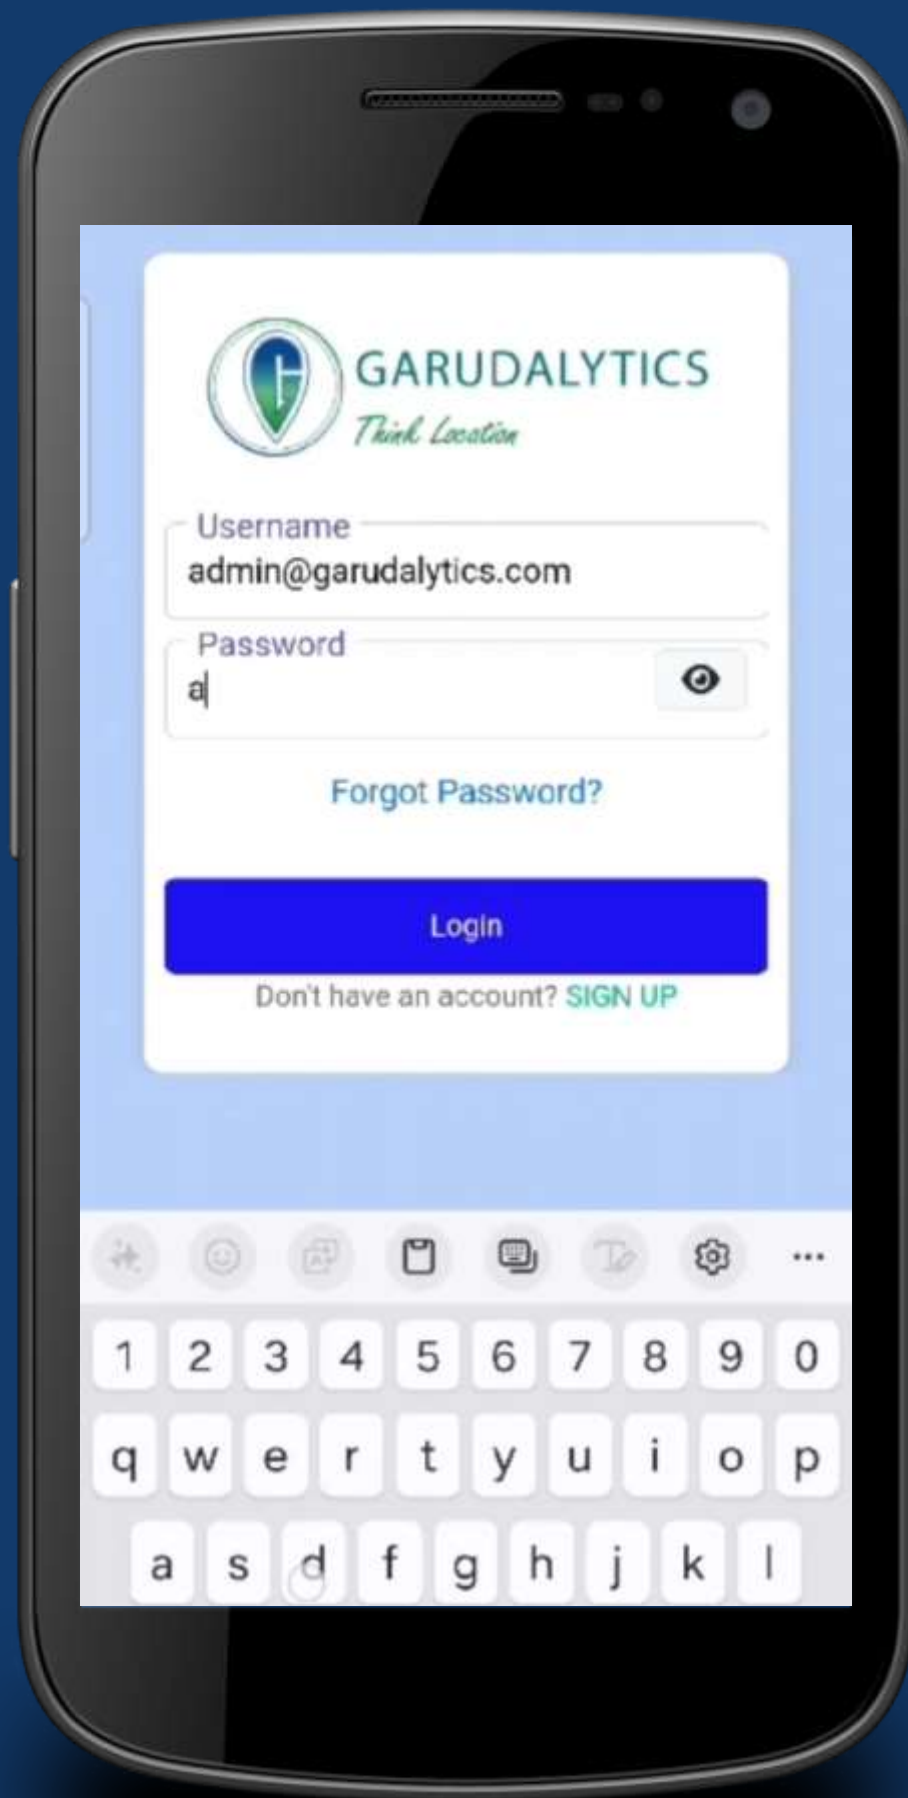 GARUDALYTICS
Think Location
Username
admin@garudalytics.com
Password
a
Forgot Password?
Login
Don't have an account? SIGN UP
1 2 3 4 5 6 7 8 9 0
q w e r t y u i o p
a s d f g h j k l